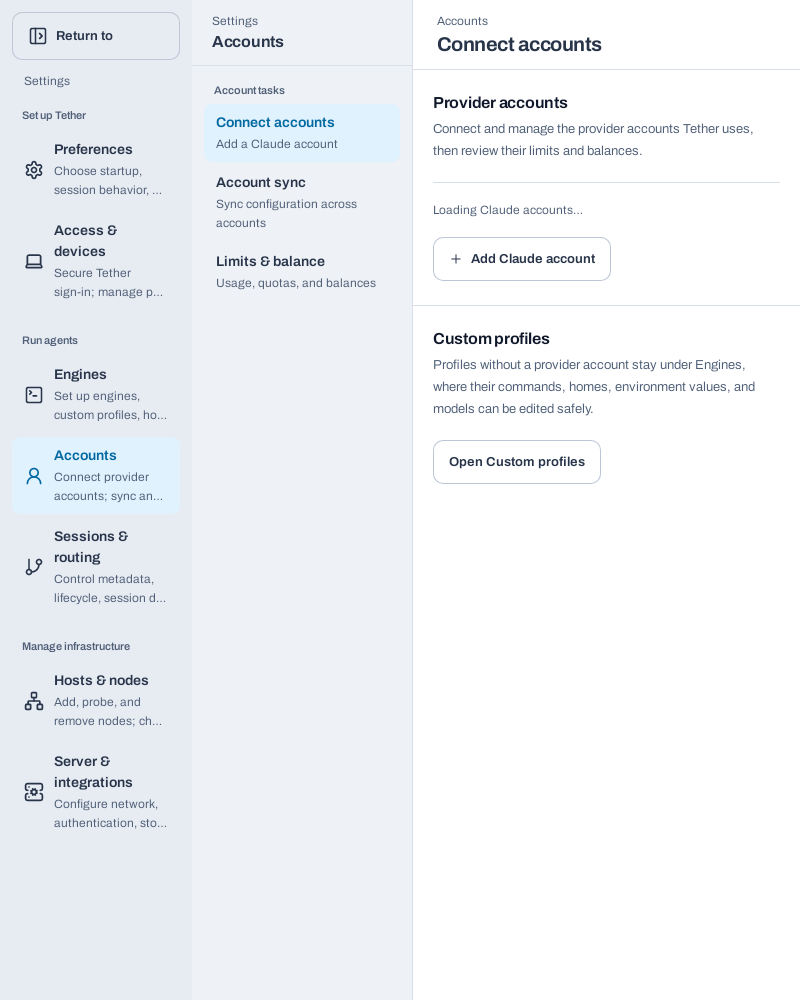 Return to
Settings
Set up Tether
Preferences
Choose startup,
session behavior, ...
Access &
devices
Secure Tether
sign-in; manage p...
Run agents
Engines
Set up engines,
custom profiles, ho...
Accounts
Connect provider
accounts; sync an...
Sessions &
routing
Control metadata,
lifecycle, session d...
Manage infrastructure
Hosts & nodes
Add, probe, and
remove nodes; ch...
Server &
integrations
Configure network,
authentication, sto...
Settings
Accounts
Account tasks
Connect accounts
Add a Claude account
Account sync
Sync configuration across
accounts
Limits & balance
Usage, quotas, and balances
Accounts
Connect accounts
Provider accounts
Connect and manage the provider accounts Tether uses,
then review their limits and balances.
Loading Claude accounts...
Add Claude account
Custom profiles
Profiles without a provider account stay under Engines,
where their commands, homes, environment values, and
models can be edited safely.
Open Custom profiles